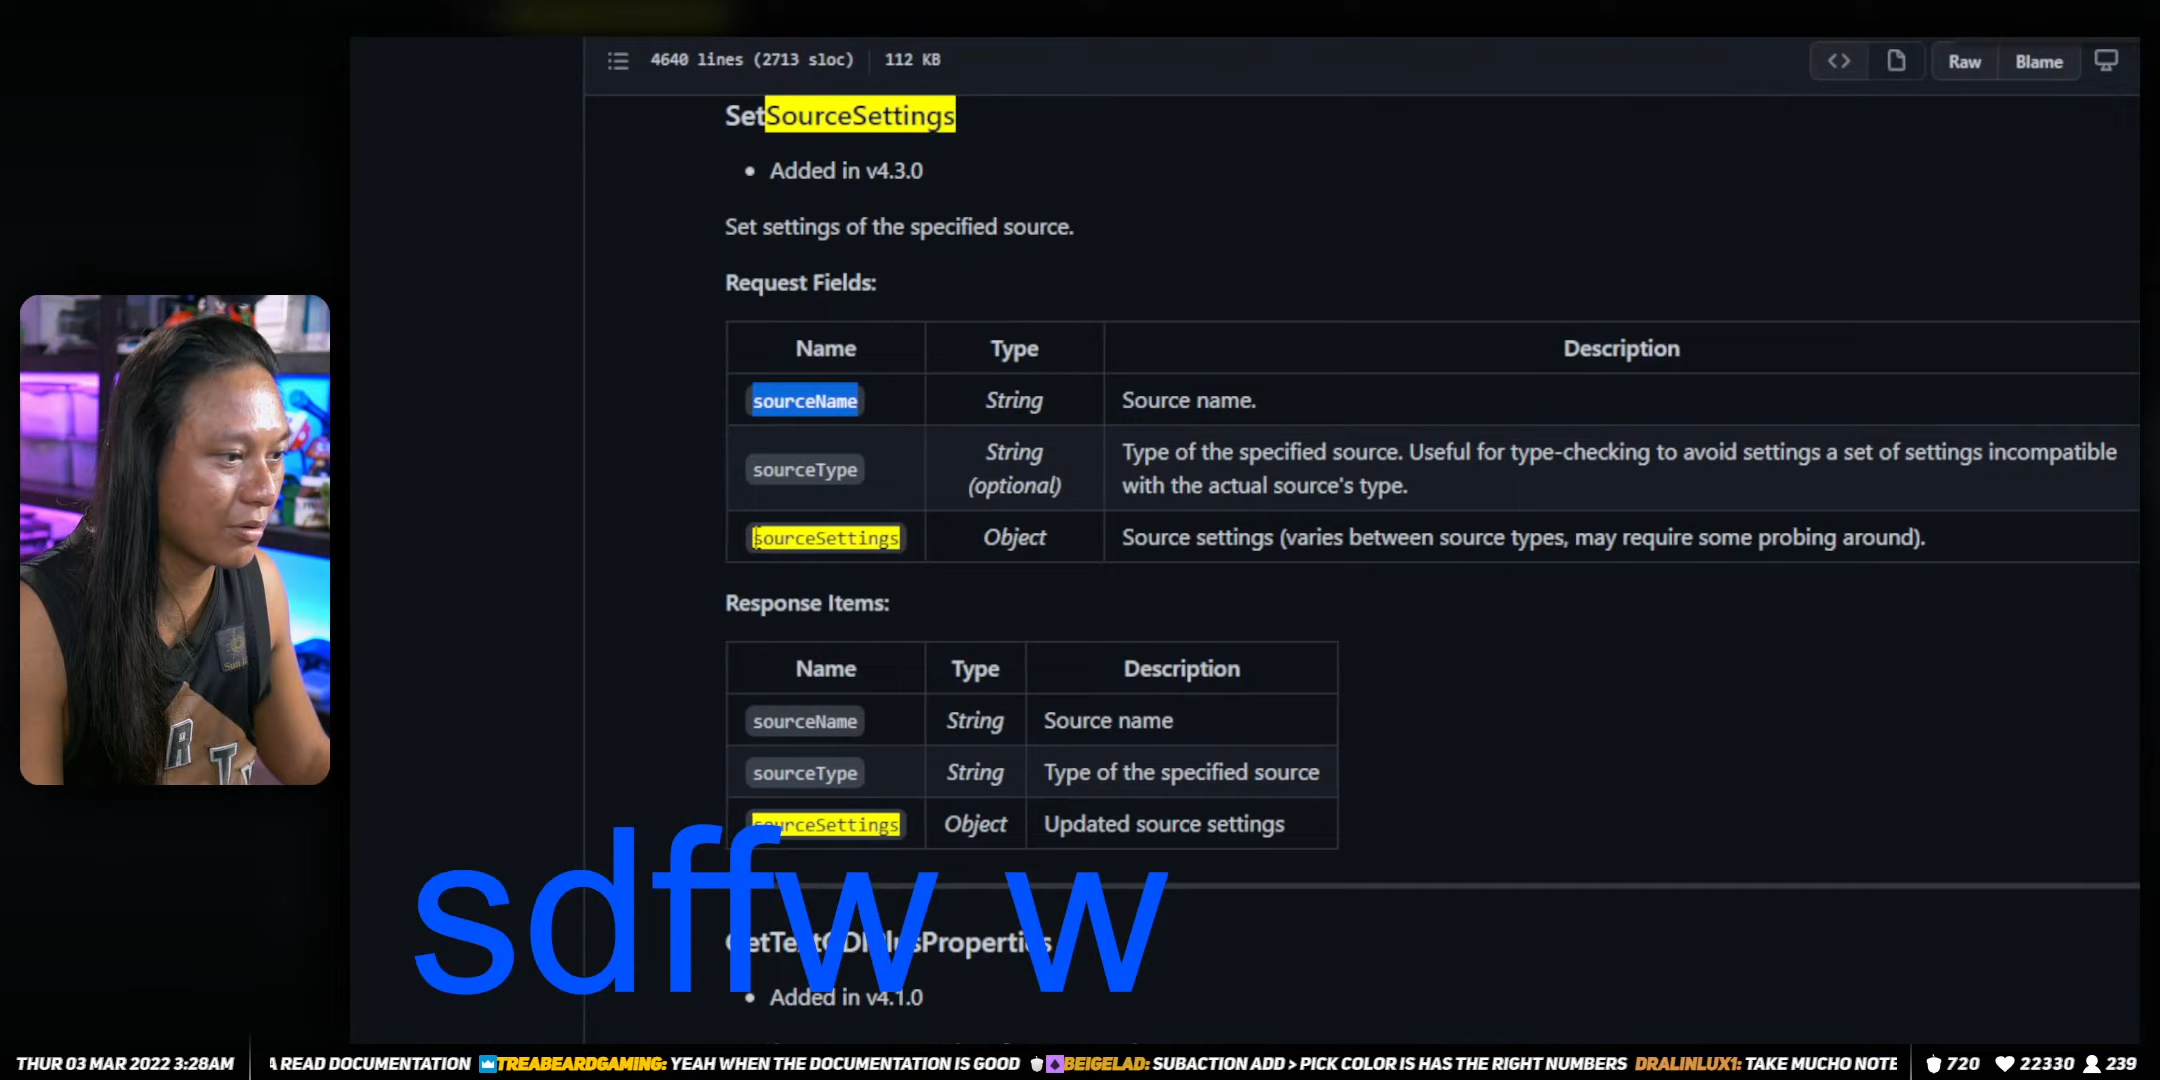 4640 lines (2713 sloc) 112 KB
Raw Blame
SetSourceSettings
Added in v4.3.0
Set settings of the specified source.
Request Fields:
Name Type Description
sourceName String Source name.
sourceType String (optional) Type of the specified source. Useful for type-checking to avoid settings a set of settings incompatible
with the actual source's type.
sourceSettings Object Source settings (varies between source types, may require some probing around).
Response Items:
Name Type Description
sourceName String Source name
sourceType String Type of the specified source
sourceSettings Object Updated source settings
sdffw w
GetTextGDIPlusProperties
Added in v4.1.0
THUR 03 MAR 2022 3:28AM
A READ DOCUMENTATION TREABEARDGAMING: YEAH WHEN THE DOCUMENTATION IS GOOD BEIGELAD: SUBACTION ADD > PICK COLOR IS HAS THE RIGHT NUMBERS DRALINLUX1: TAKE MUCHO NOTE
720 22330 239